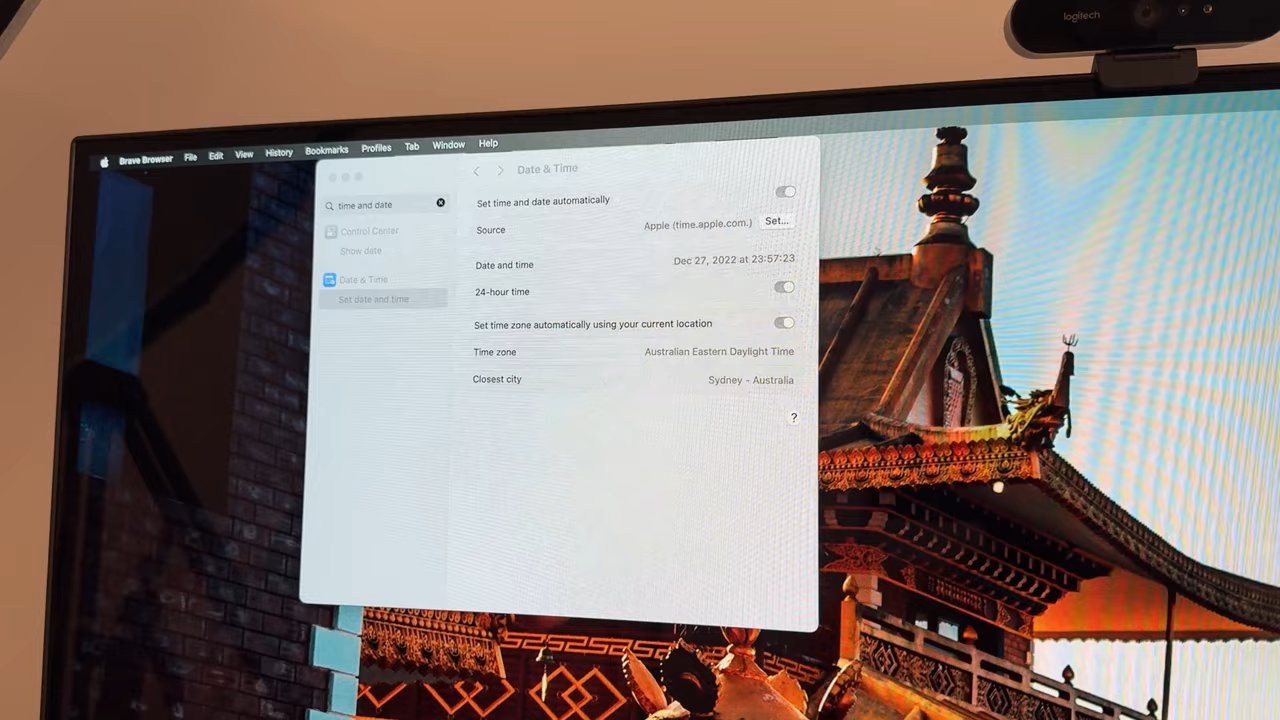 logitech
Brave Browser File Edit View History Bookmarks Profiles Tab Window Help
Date & Time
time and date
Control Center
Show date
Date & Time
Set date and time
Set time and date automatically
Source Apple (time.apple.com.) Set...
Date and time Dec 27, 2022 at 23:57:23
24-hour time
Set time zone automatically using your current location
Time zone Australian Eastern Daylight Time
Closest city Sydney - Australia
?